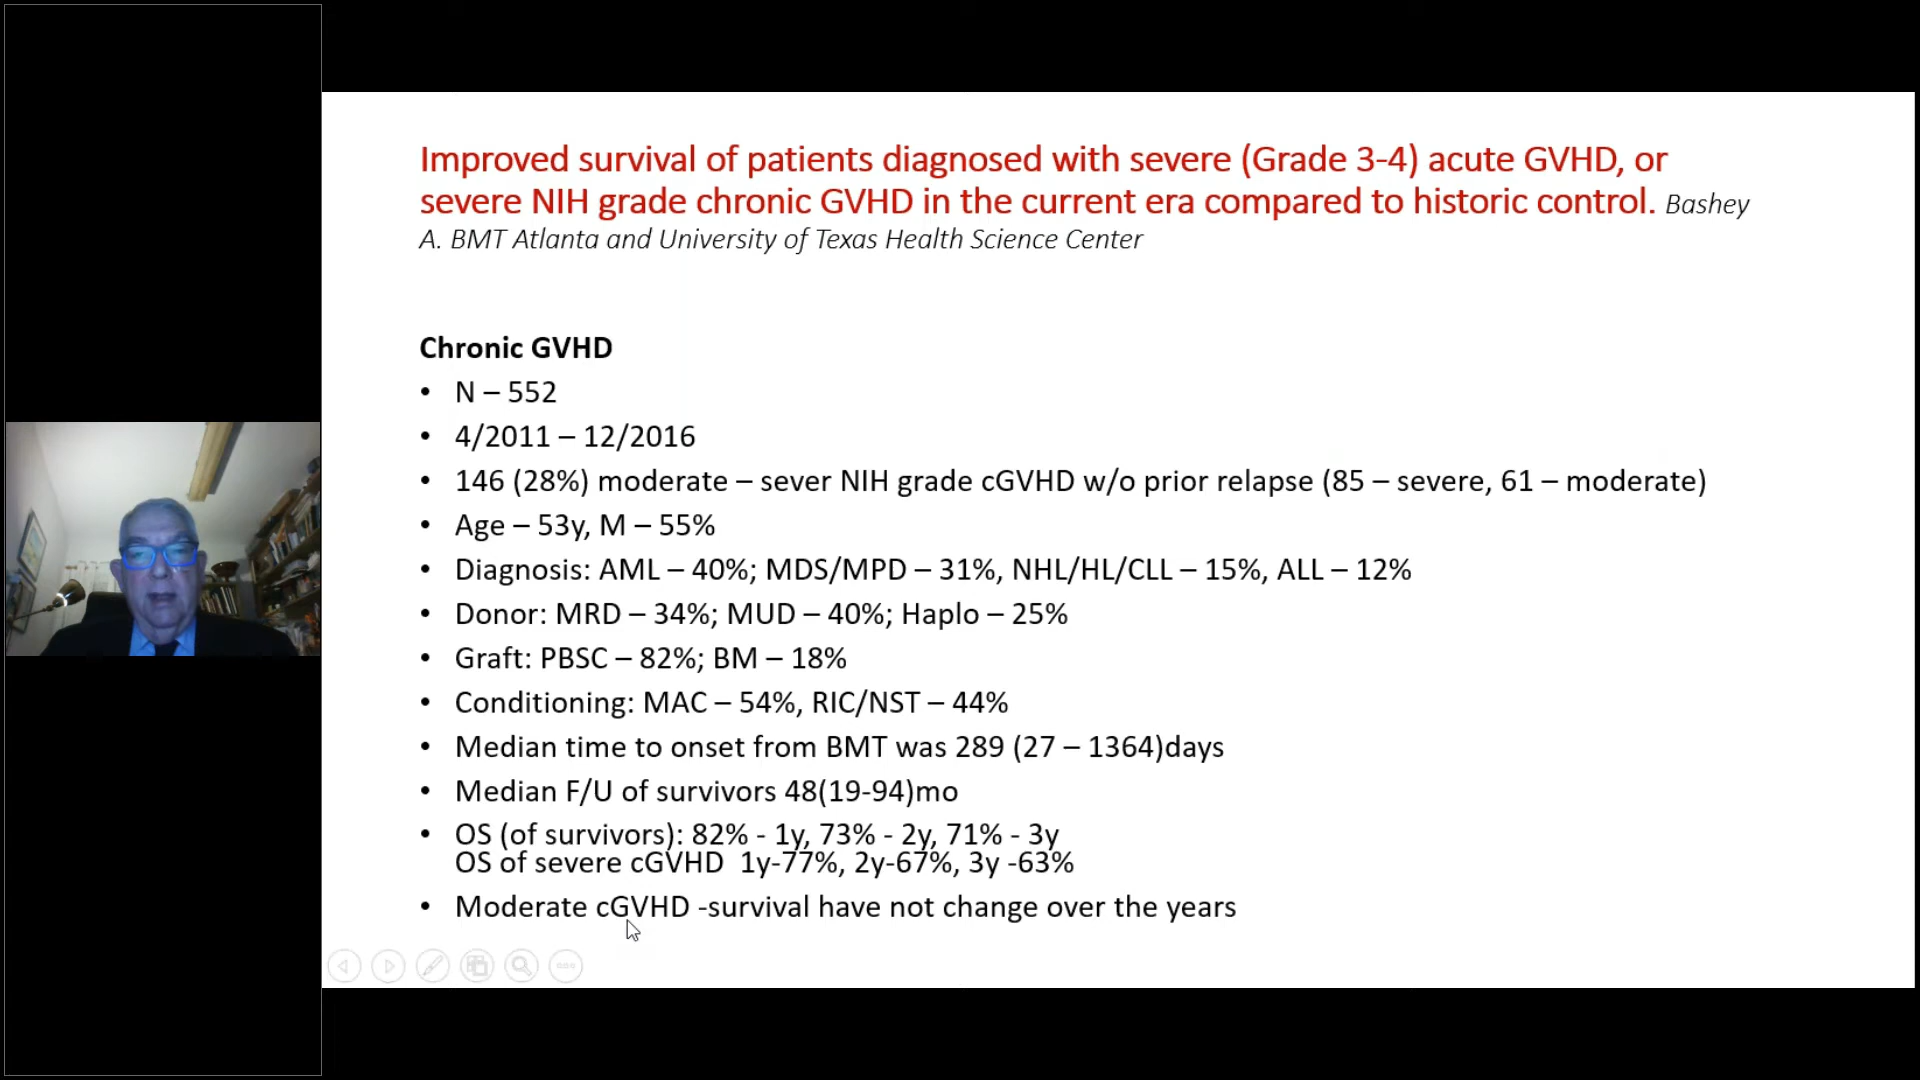 Improved survival of patients diagnosed with severe (Grade 3-4) acute GVHD, or
severe NIH grade chronic GVHD in the current era compared to historic control. Bashey
A. BMT Atlanta and University of Texas Health Science Center
Chronic GVHD
• N – 552
• 4/2011 – 12/2016
• 146 (28%) moderate – sever NIH grade cGVHD w/o prior relapse (85 – severe, 61 – moderate)
• Age – 53y, M – 55%
• Diagnosis: AML – 40%; MDS/MPD – 31%, NHL/HL/CLL – 15%, ALL – 12%
• Donor: MRD – 34%; MUD – 40%; Haplo – 25%
• Graft: PBSC – 82%; BM – 18%
• Conditioning: MAC – 54%, RIC/NST – 44%
• Median time to onset from BMT was 289 (27 – 1364)days
• Median F/U of survivors 48(19-94)mo
• OS (of survivors): 82% - 1y, 73% - 2y, 71% - 3y
OS of severe cGVHD 1y-77%, 2y-67%, 3y -63%
• Moderate cGVHD -survival have not change over the years